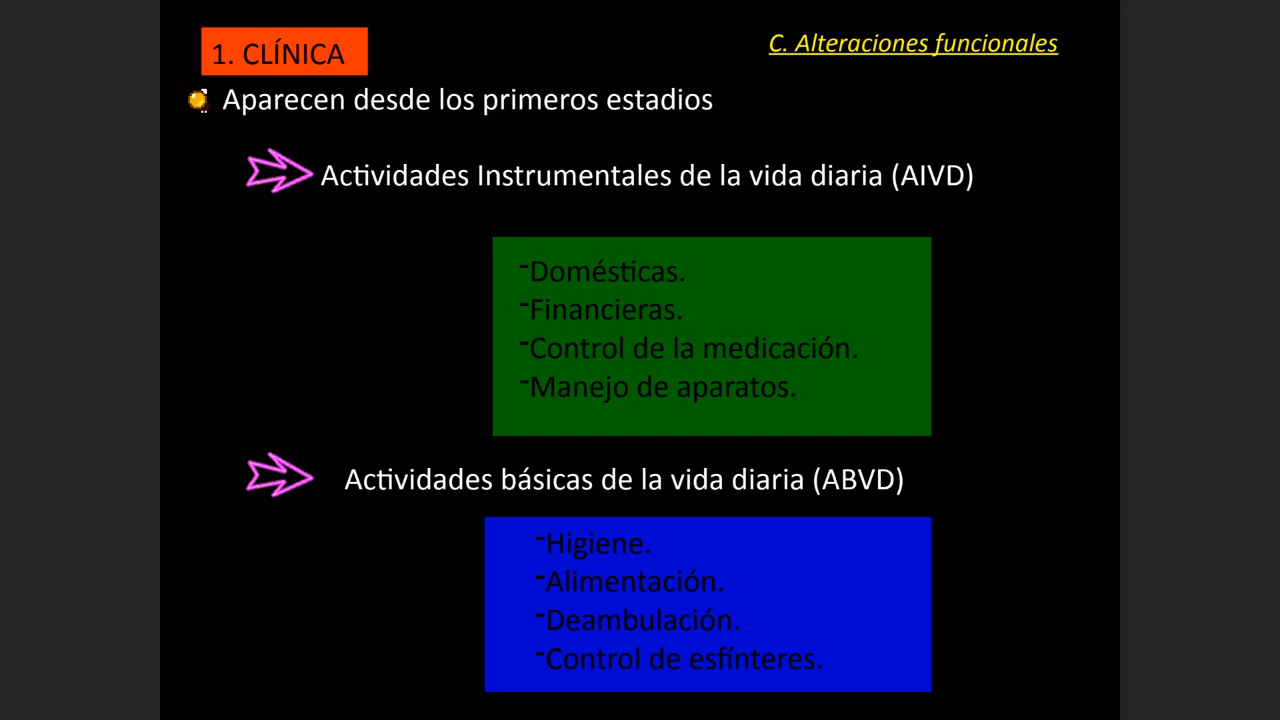 1. CLÍNICA
C. Alteraciones funcionales
Aparecen desde los primeros estadios
Actividades Instrumentales de la vida diaria (AIVD)
-Domésticas.
-Financieras.
-Control de la medicación.
-Manejo de aparatos.
Actividades básicas de la vida diaria (ABVD)
-Higiene.
-Alimentación.
-Deambulación.
-Control de esfínteres.